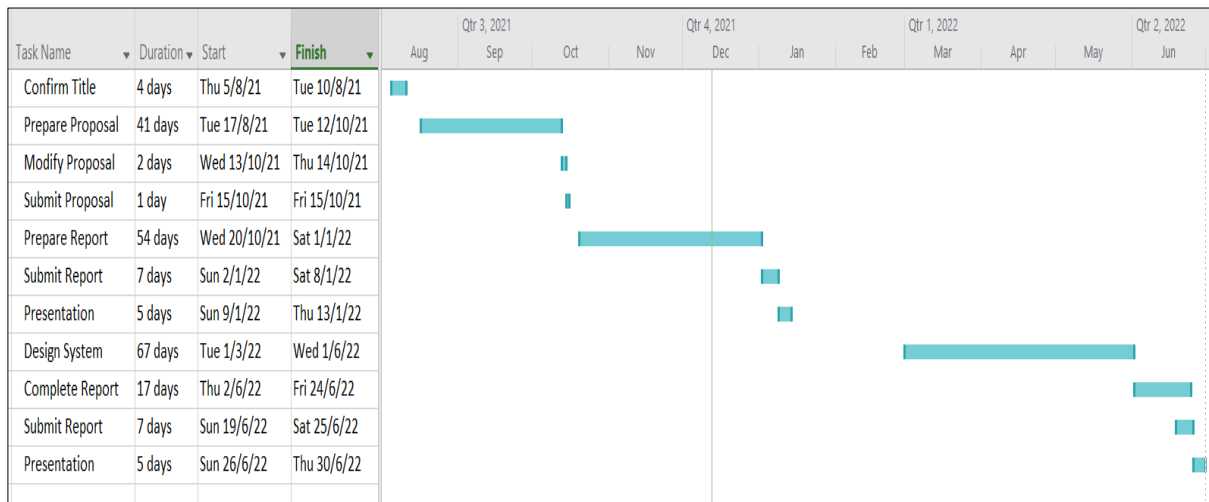 Qtr 3, 2021 Qtr 4, 2021 Qtr 1, 2022 Qtr 2, 2022
Task Name Duration Start Finish Aug Sep Oct Nov Dec Jan Feb Mar Apr May Jun
Confirm Title 4 days Thu 5/8/21 Tue 10/8/21
Prepare Proposal 41 days Tue 17/8/21 Tue 12/10/21
Modify Proposal 2 days Wed 13/10/21 Thu 14/10/21
Submit Proposal 1 day Fri 15/10/21 Fri 15/10/21
Prepare Report 54 days Wed 20/10/21 Sat 1/1/22
Submit Report 7 days Sun 2/1/22 Sat 8/1/22
Presentation 5 days Sun 9/1/22 Thu 13/1/22
Design System 67 days Tue 1/3/22 Wed 1/6/22
Complete Report 17 days Thu 2/6/22 Fri 24/6/22
Submit Report 7 days Sun 19/6/22 Sat 25/6/22
Presentation 5 days Sun 26/6/22 Thu 30/6/22